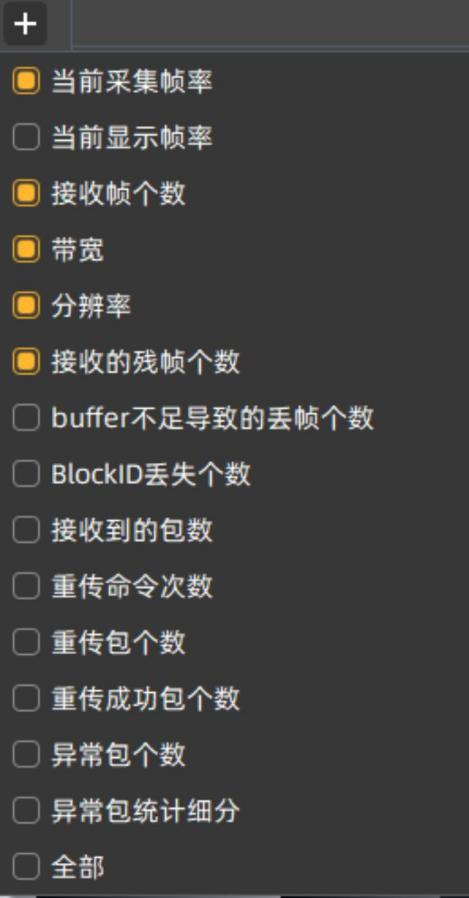 当前采集帧率
当前显示帧率
接收帧个数
带宽
分辨率
接收的残帧个数
buffer不足导致的丢帧个数
BlockID丢失个数
接收到的包数
重传命令次数
重传包个数
重传成功包个数
异常包个数
异常包统计细分
全部